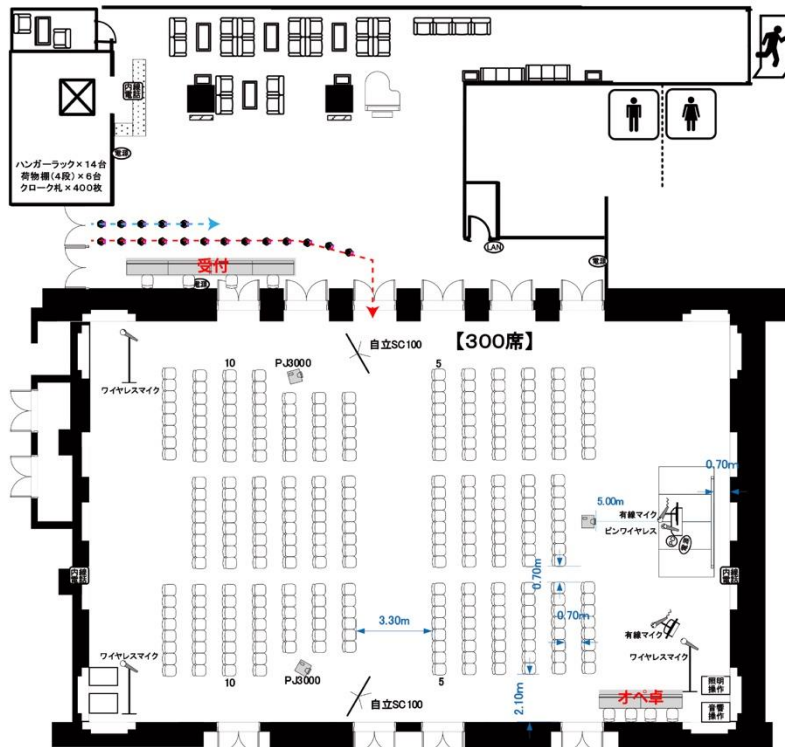 内線
電話
電源
ハンガーラック×14台
荷物棚(4段)×6台
クローク札×400枚
LAN
電源
受付
電源
【300席】
自立SC100
10
PJ3000
5
ワイヤレスマイク
0.70m
5.00m
有線マイク
ピンワイヤレス
電源
内線
電話
内線
電話
0.70m
0.70m
3.30m
有線マイク
ワイヤレスマイク
ワイヤレスマイク
10
PJ3000
5
2.10m
照明
操作
オペ卓
自立SC100
音響
操作